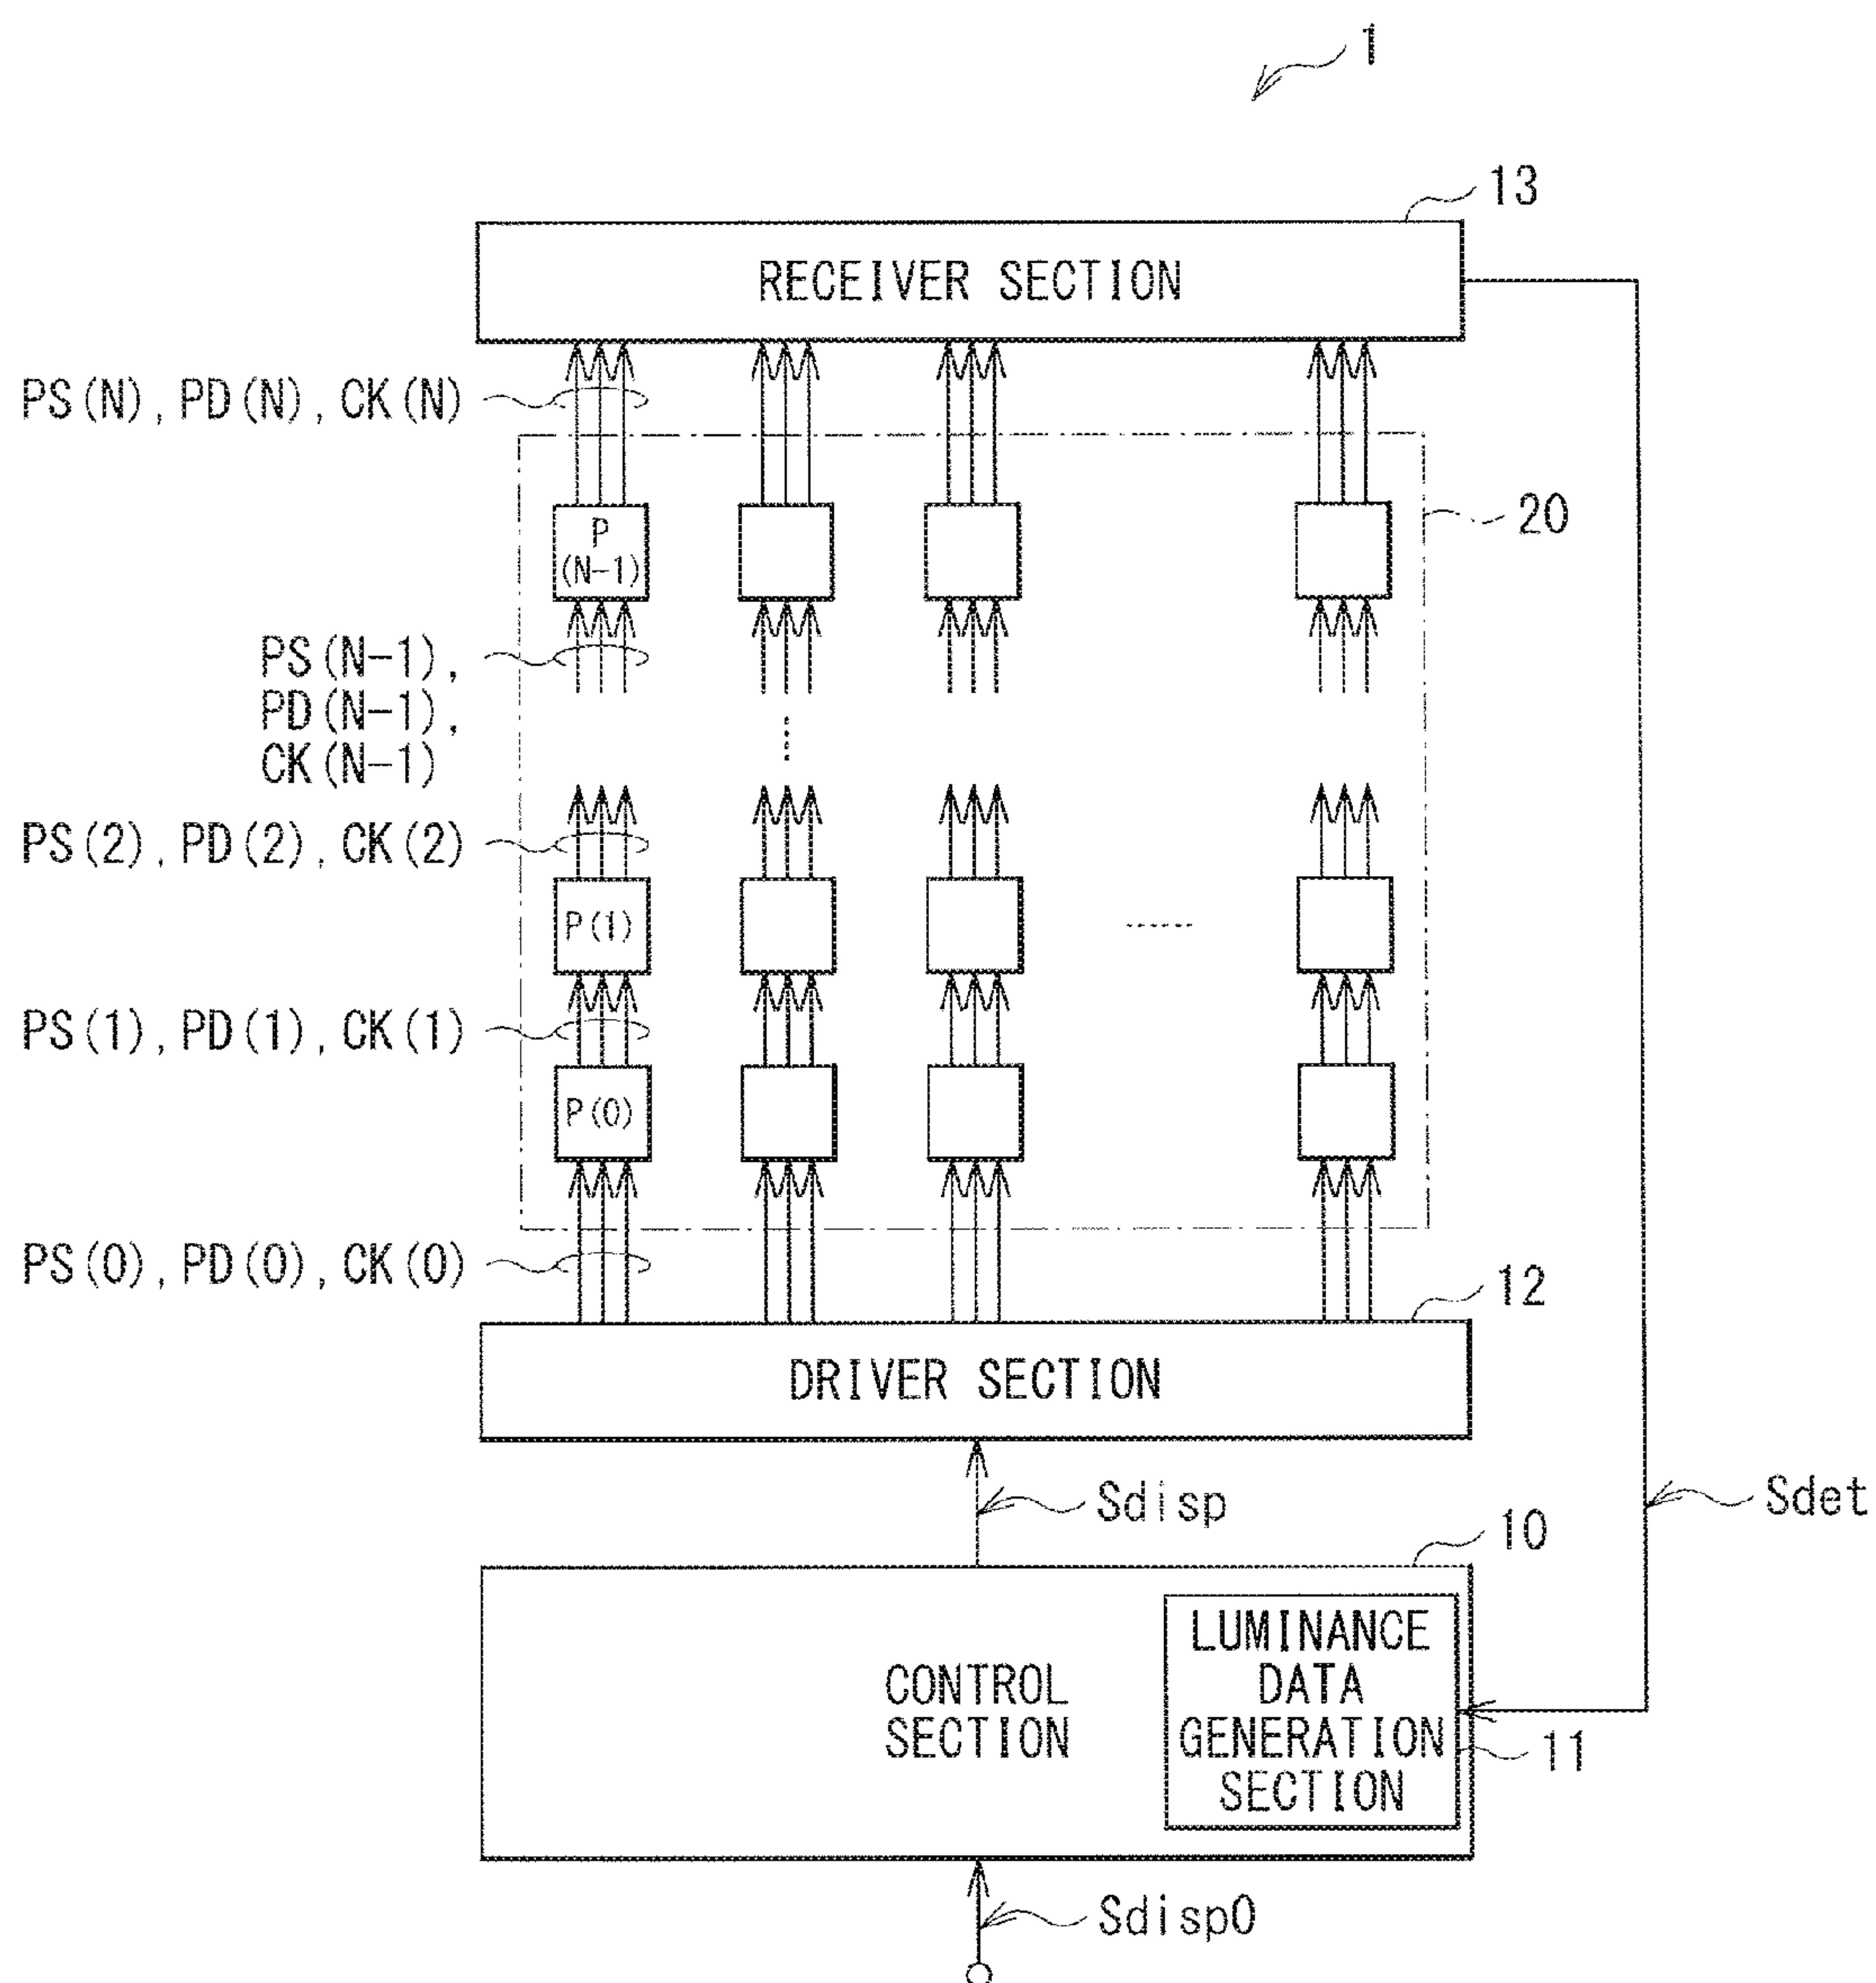 1
13
RECEIVER SECTION
PS(N), PD(N), CK(N)
20
P
(N-1)
PS(N-1),
PD(N-1),
CK(N-1)
PS(2), PD(2), CK(2)
P(1)
PS(1), PD(1), CK(1)
P(0)
PS(0), PD(0), CK(0)
12
DRIVER SECTION
Sdisp
Sdet
10
LUMINANCE
DATA
GENERATION
SECTION
CONTROL
SECTION
11
Sdisp0